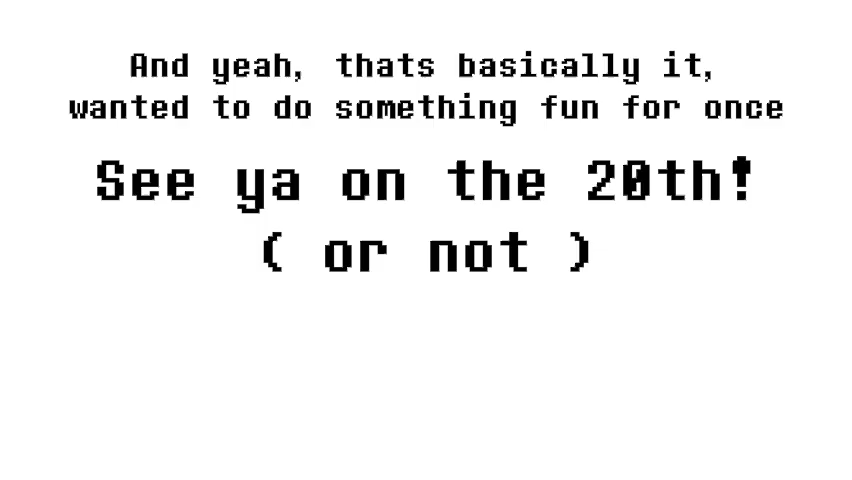 And yeah, thats basically it,
wanted to do something fun for once
See ya on the 20th!
( or not )